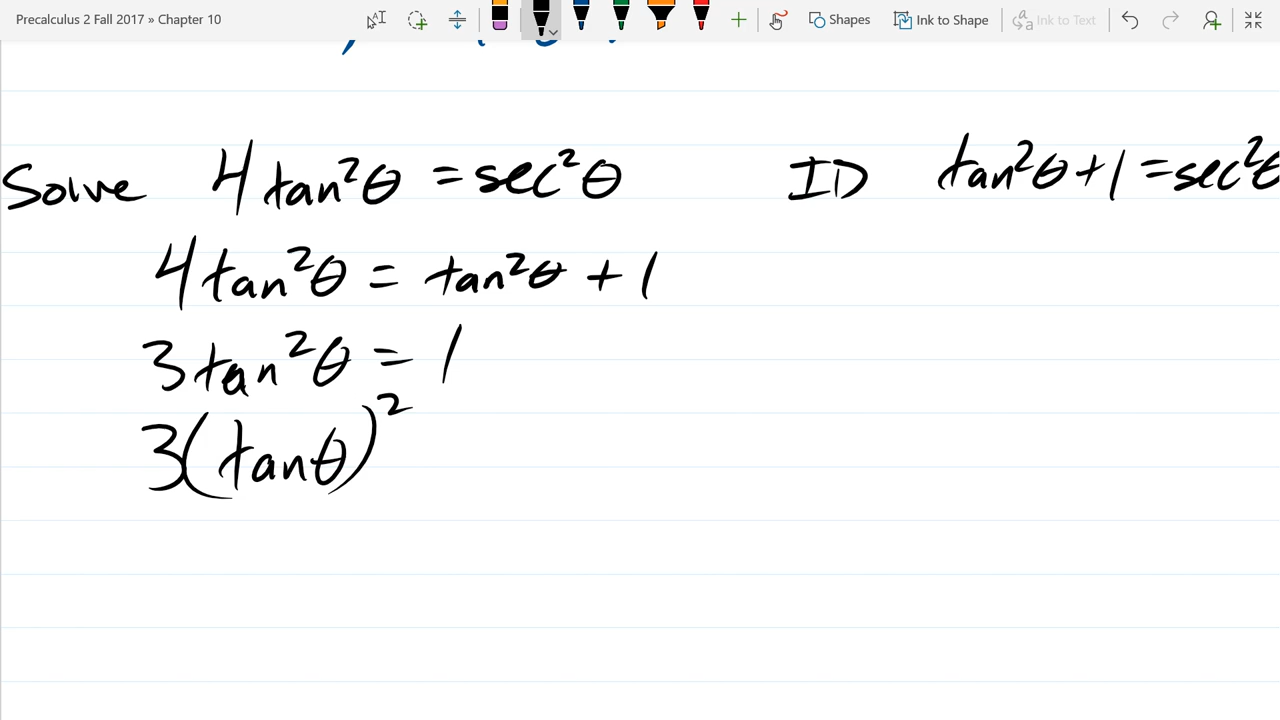 Precalculus 2 Fall 2017 » Chapter 10
Shapes
Ink to Shape
Ink to Text
Solve 4tan²θ = sec²θ ID tan²θ + 1 = sec²θ
4tan²θ = tan²θ + 1
3tan²θ = 1
3(tanθ)²